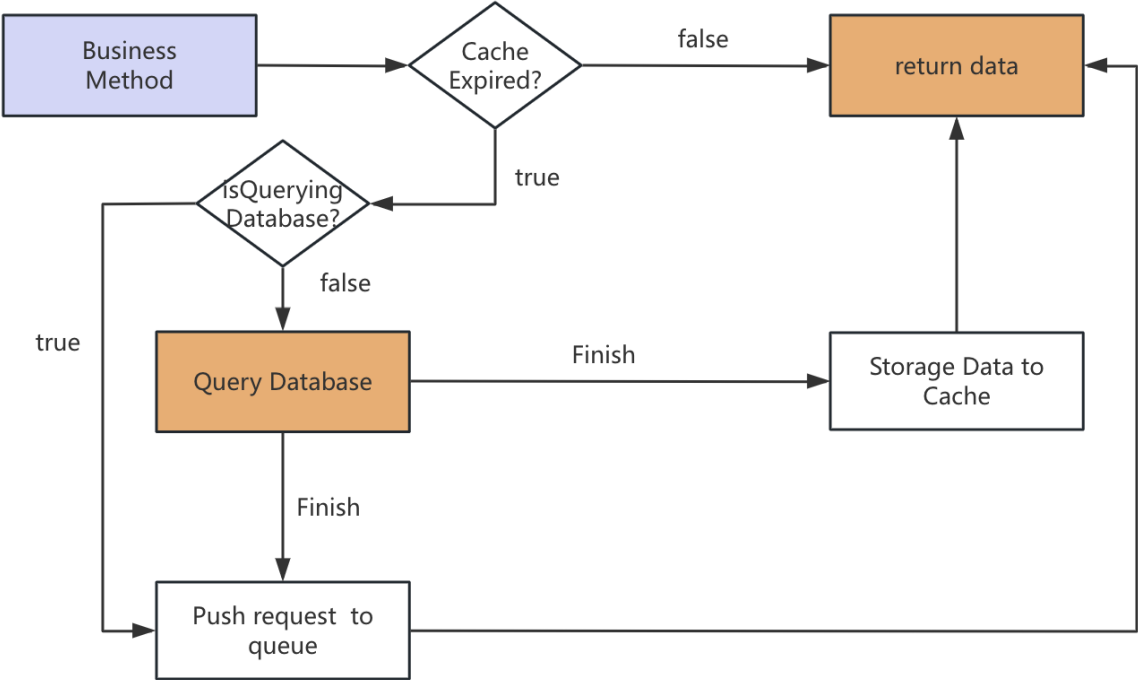 Business
Method
Cache
Expired?
false
return data
true
isQuerying
Database?
false
true
Query Database
Finish
Storage Data to
Cache
Finish
Push request  to
queue